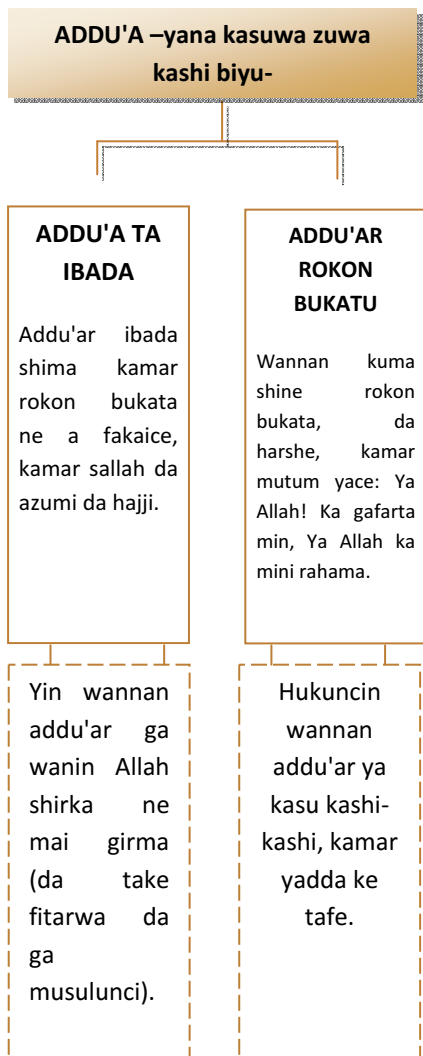 ADDU'A –yana kasuwa zuwa
kashi biyu-
ADDU'A TA
IBADA
Addu'ar ibada
shima kamar
rokon bukata
ne a fakaice,
kamar sallah da
azumi da hajji.
ADDU'AR
ROKON
BUKATU
Wannan kuma
shine rokon
bukata, da
harshe, kamar
mutum yace: Ya
Allah! Ka gafarta
min, Ya Allah ka
mini rahama.
Yin wannan
addu'ar ga
wanin Allah
shirka ne
mai girma
(da take
fitarwa da
ga
musulunci).
Hukuncin
wannan
addu'ar ya
kasu kashi-
kashi, kamar
yadda ke
tafe.